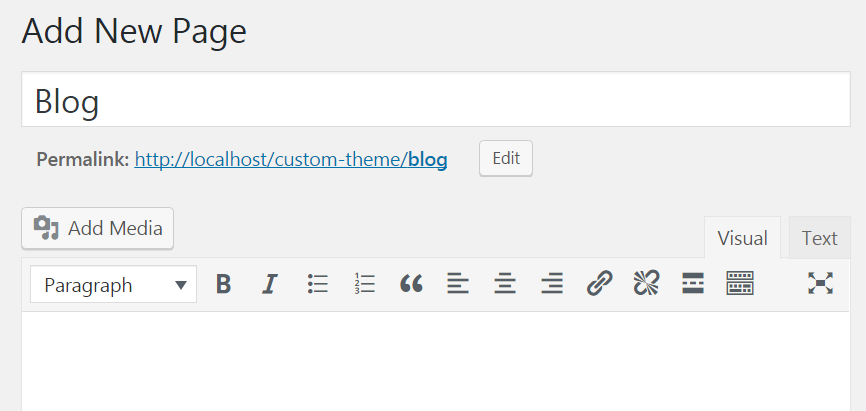 Add New Page
Blog
Permalink: http://localhost/custom-theme/blog Edit
Add Media
Visual Text
Paragraph B I